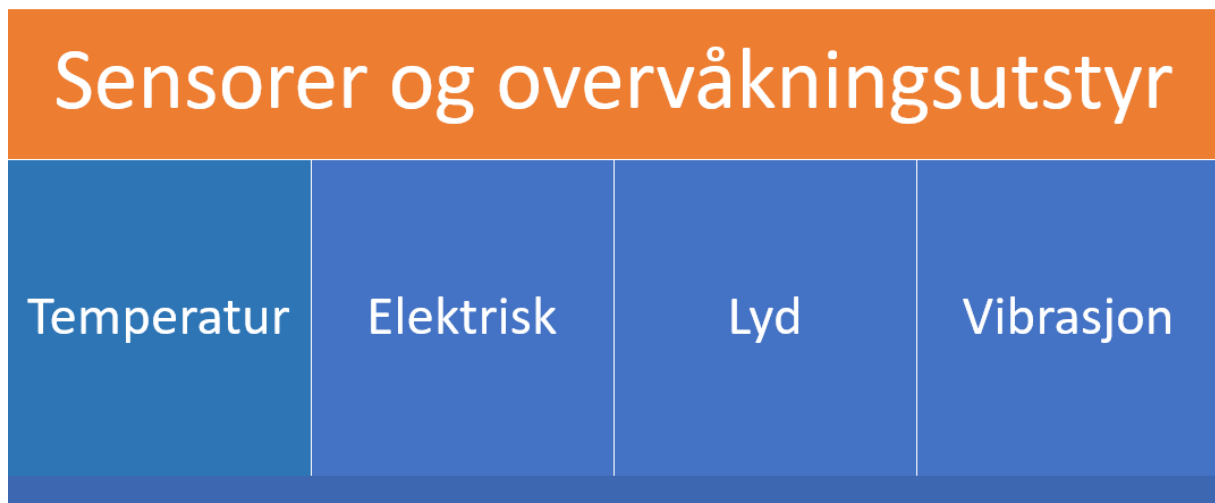 Sensorer og overvåkningsutstyr
Temperatur
Elektrisk
Lyd
Vibrasjon